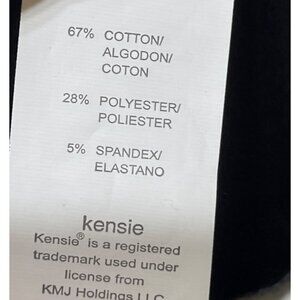 67% COTTON/
ALGODON/
COTON
28% POLYESTER/
POLIESTER
5% SPANDEX/
ELASTANO
kensie
Kensie® is a registered
trademark used under
license from
KMJ Holdings LLC